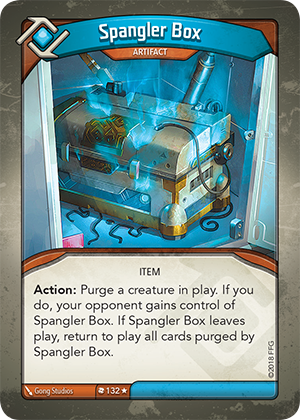 Spangler Box
ARTIFACT
ITEM
Action: Purge a creature in play. If you
do, your opponent gains control of
Spangler Box. If Spangler Box leaves
play, return to play all cards purged by
Spangler Box.
©2018 FFG
Gong Studios
132★